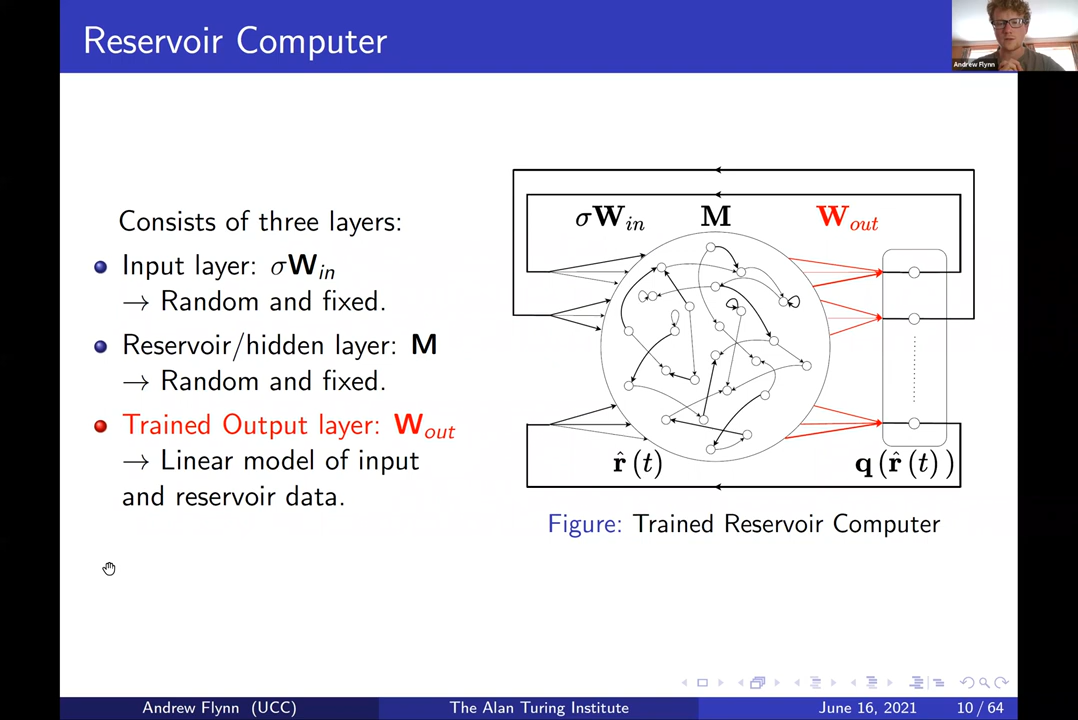 Reservoir Computer
Andrew Flynn
Consists of three layers:
Input layer: σW_in
→ Random and fixed.
Reservoir/hidden layer: M
→ Random and fixed.
Trained Output layer: W_out
→ Linear model of input
and reservoir data.
σW_in M W_out
r̂(t) q(r̂(t))
Figure: Trained Reservoir Computer
Andrew Flynn (UCC) The Alan Turing Institute June 16, 2021 10/64